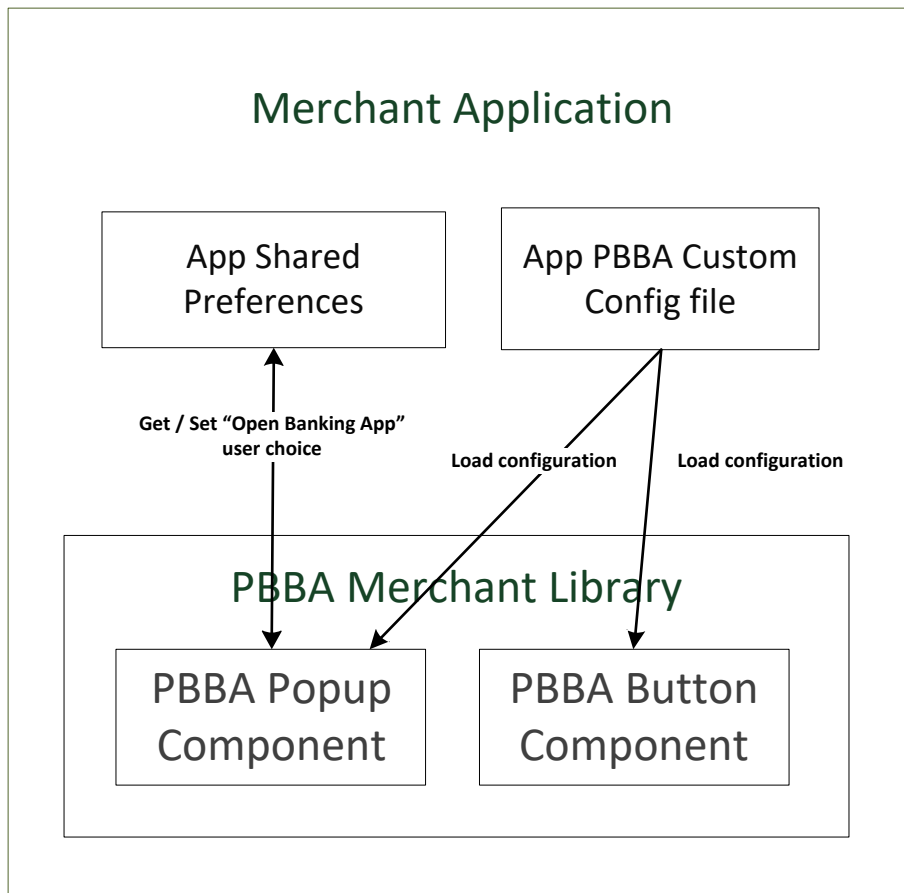 Merchant Application
App Shared
Preferences
App PBBA Custom
Config file
Get / Set “Open Banking App”
user choice
Load configuration
Load configuration
PBBA Merchant Library
PBBA Popup
Component
PBBA Button
Component